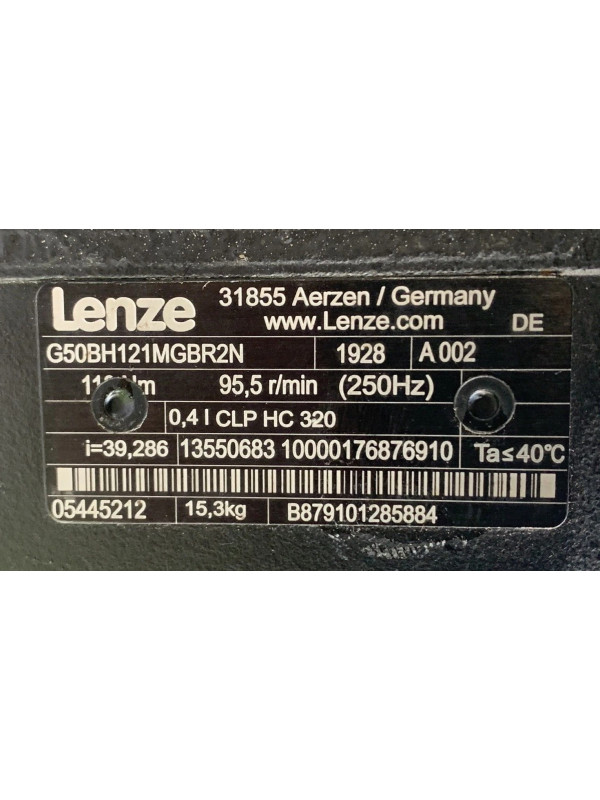 Lenze
31855 Aerzen / Germany
www.Lenze.com DE
G50BH121MGBR2N 1928 A 002
95,5 r/min (250Hz)
0,4 l CLP HC 320
i=39,286 13550683 10000176876910 Ta≤40°C
05445212 15,3kg B879101285884